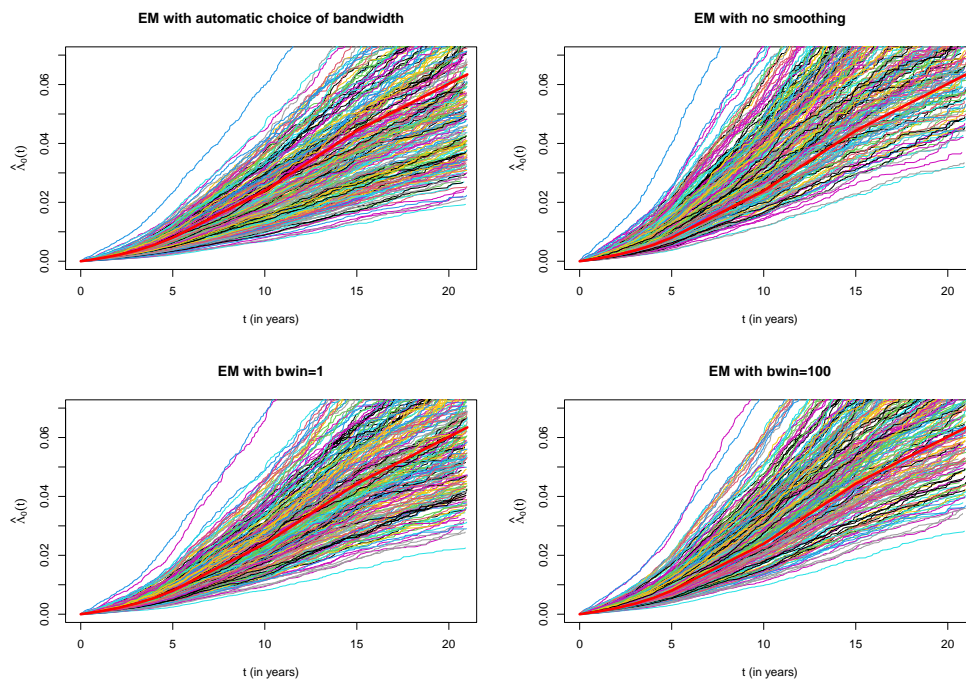 EM with automatic choice of bandwidth
EM with no smoothing
Λ̂₀(t)
0.00 0.02 0.04 0.06
0 5 10 15 20
t (in years)
Λ̂₀(t)
0.00 0.02 0.04 0.06
0 5 10 15 20
t (in years)
EM with bwin=1
EM with bwin=100
Λ̂₀(t)
0.00 0.02 0.04 0.06
0 5 10 15 20
t (in years)
Λ̂₀(t)
0.00 0.02 0.04 0.06
0 5 10 15 20
t (in years)